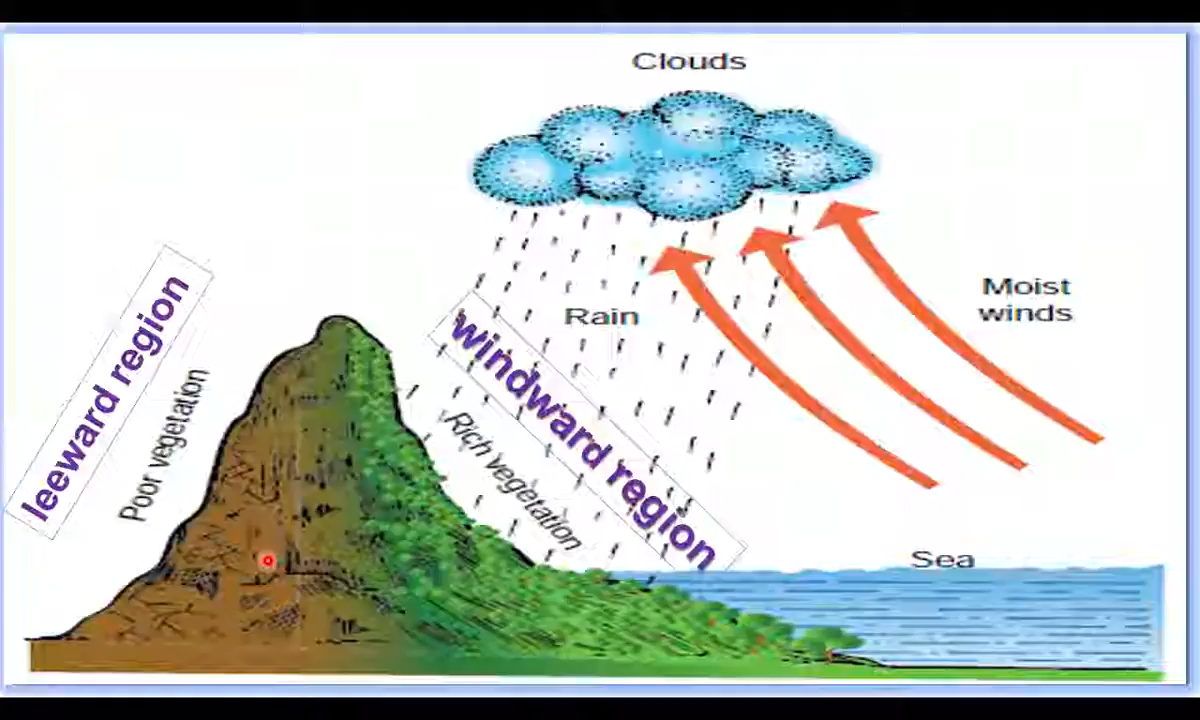 Clouds
Moist
winds
Rain
leeward region
Poor vegetation
windward region
Rich vegetation
Sea